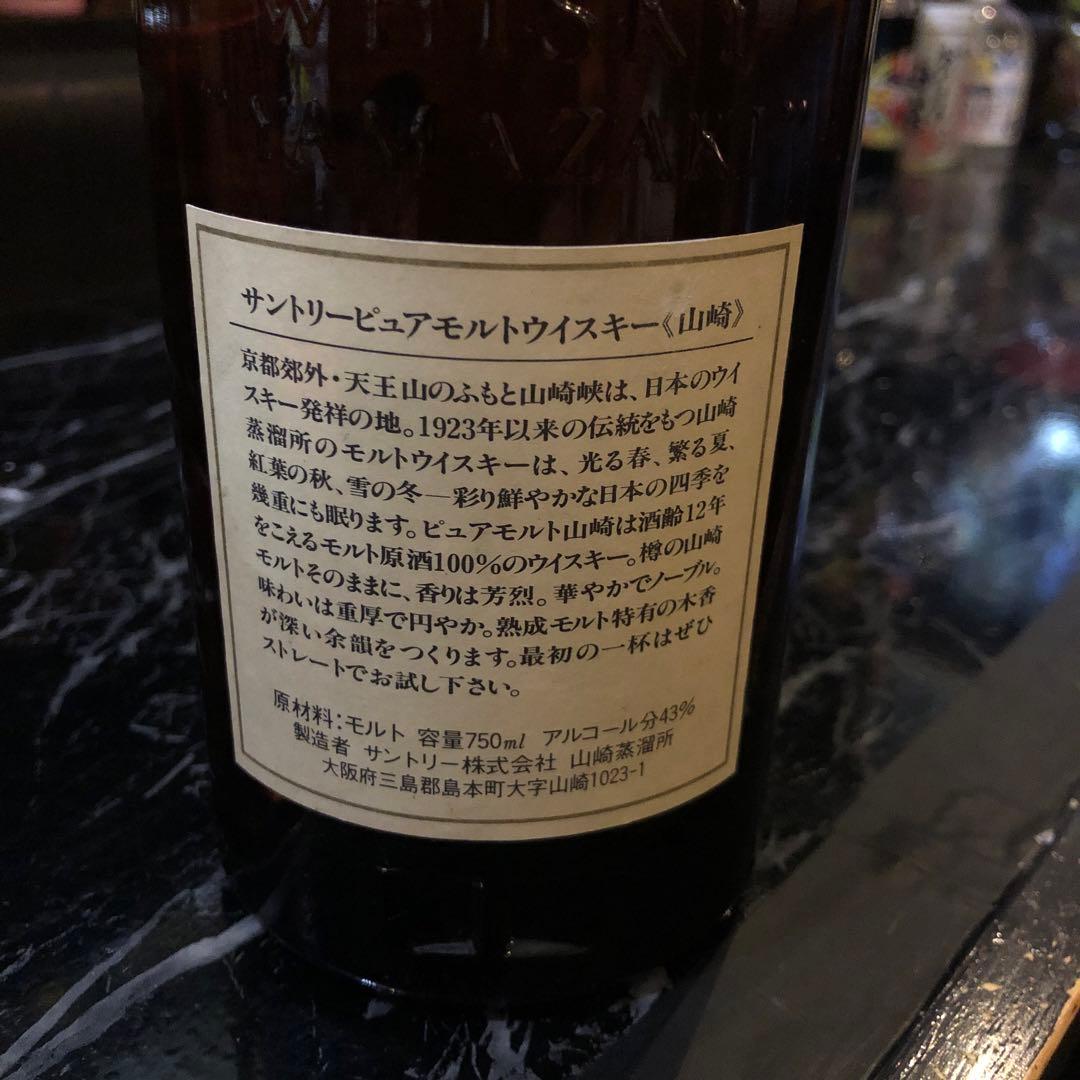 WHISKY
"YAMAZAKI"
サントリーピュアモルトウイスキー《山崎》
京都郊外・天王山のふもと山崎峡は、日本のウイ
スキー発祥の地。1923年以来の伝統をもつ山崎
蒸溜所のモルトウイスキーは、光る春、繁る夏、
紅葉の秋、雪の冬―彩り鮮やかな日本の四季を
幾重にも眠ります。ピュアモルト山崎は酒齢12年
をこえるモルト原酒100%のウイスキー。樽の山崎
モルトそのままに、香りは芳烈。華やかでノーブル。
味わいは重厚で円やか。熟成モルト特有の木香
が深い余韻をつくります。最初の一杯はぜひ
ストレートでお試し下さい。
原材料:モルト 容量750ml アルコール分43%
製造者 サントリー株式会社 山崎蒸溜所
大阪府三島郡島本町大字山崎1023-1